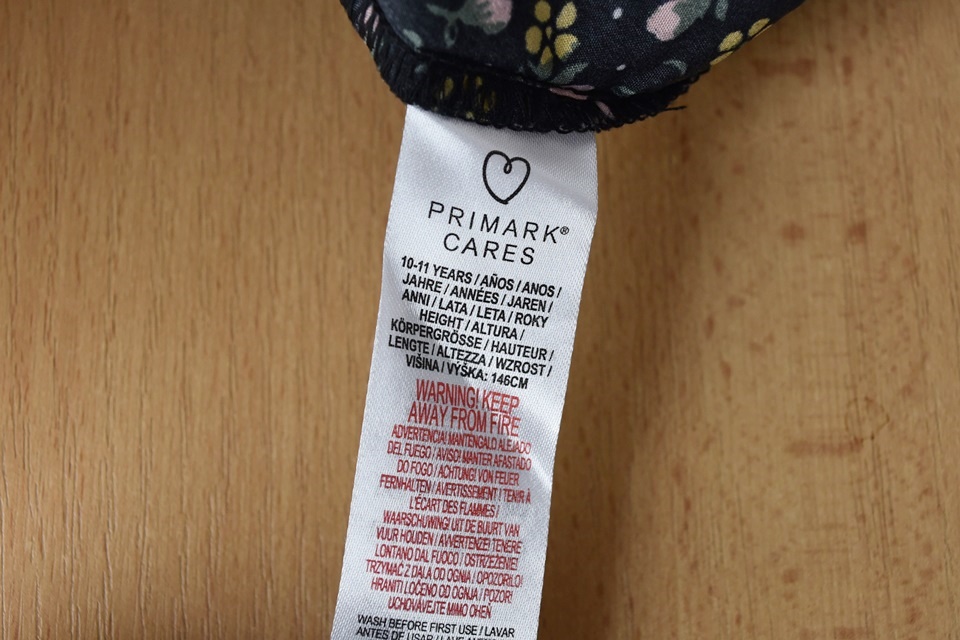 PRIMARK®
CARES
10-11 YEARS / AÑOS / ANOS /
JAHRE / ANNÉES / JAREN /
ANNI / LATA / LETA / ROKY
HEIGHT / ALTURA /
KÖRPERGRÖSSE / HAUTEUR /
LENGTE / ALTEZZA / WZROST /
VIŠINA / VÝŠKA: 146CM
WARNING! KEEP
AWAY FROM FIRE
ADVERTENCIA! MANTÉNGALO ALEJADO
DEL FUEGO / AVISO! MANTER AFASTADO
DO FOGO / ACHTUNG! VON FEUER
FERNHALTEN / AVERTISSEMENT ! TENIR À
L'ÉCART DES FLAMMES /
WAARSCHUWING! UIT DE BUURT VAN
VUUR HOUDEN / AVVERTENZE! TENERE
LONTANO DAL FUOCO / OSTRZEŻENIE!
TRZYMAĆ Z DALA OD OGNIA / OPOZORILO!
HRANITI LOČENO OD OGNJA / POZOR!
UCHOVÁVEJTE MIMO OHEŇ
WASH BEFORE FIRST USE / LAVAR
ANTES DE USAR /